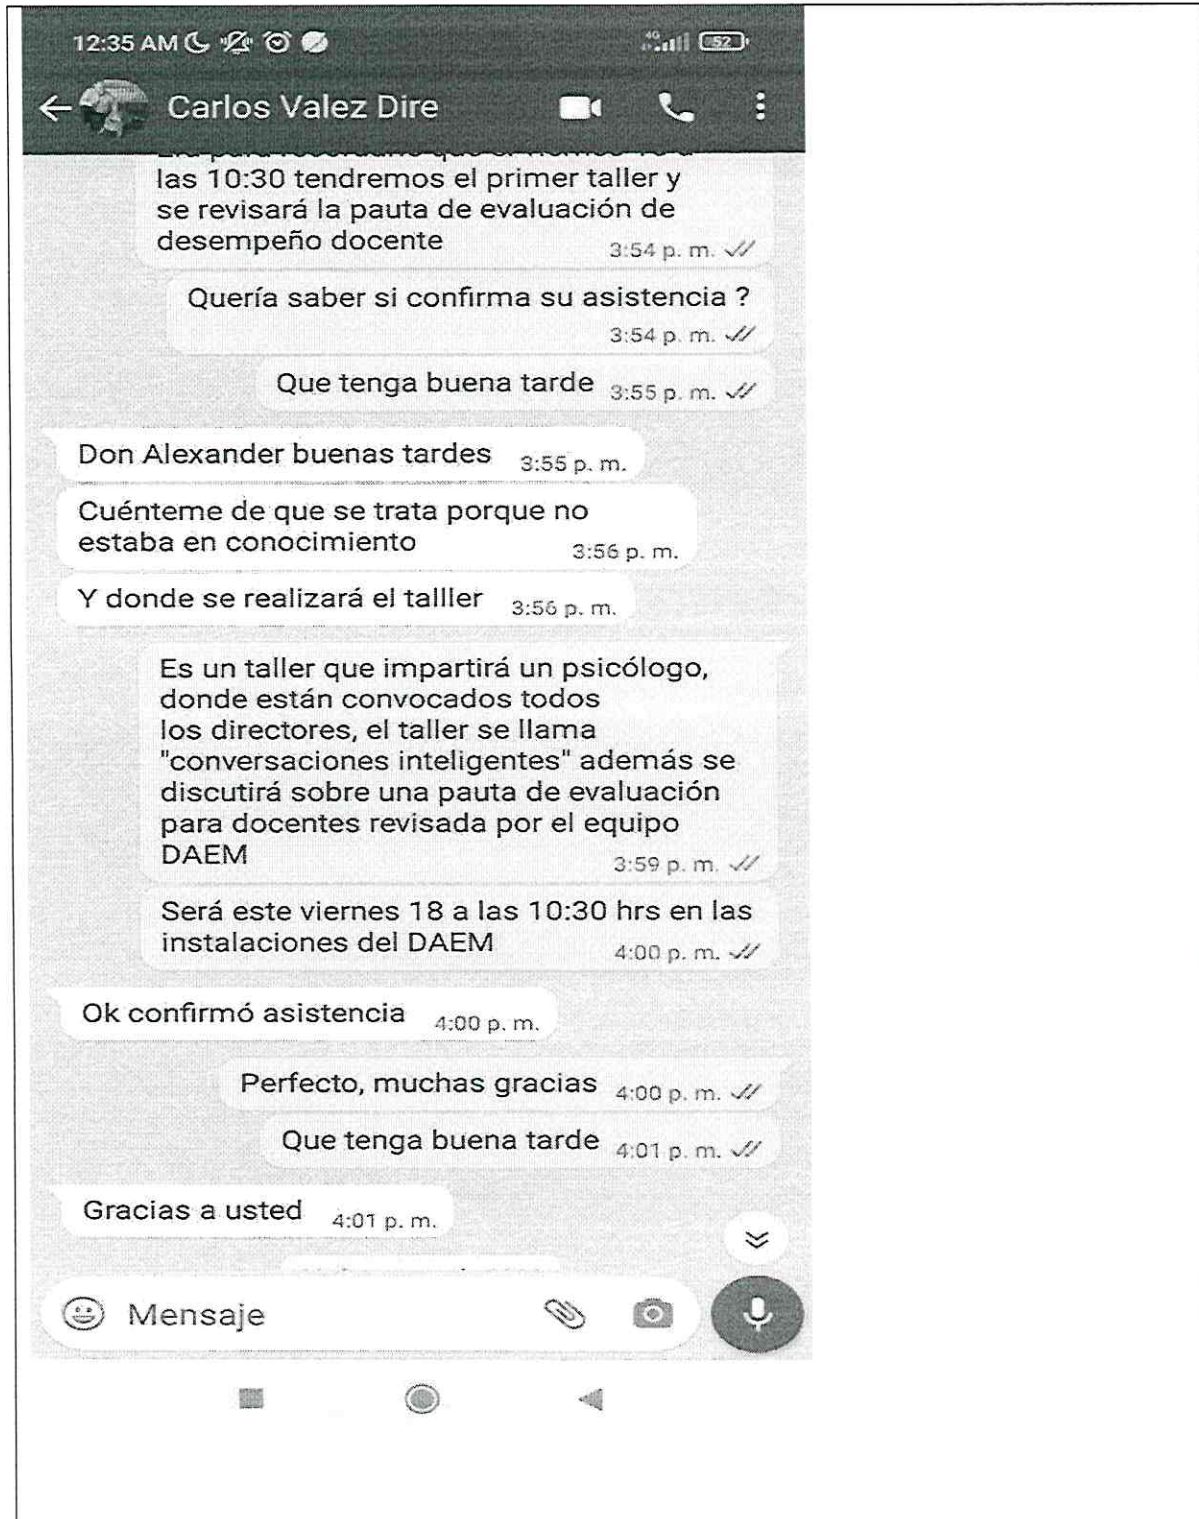 12:35 AM
4G
52
Carlos Valez Dire
las 10:30 tendremos el primer taller y
se revisará la pauta de evaluación de
desempeño docente
3:54 p. m.
Quería saber si confirma su asistencia ?
3:54 p. m.
Que tenga buena tarde 3:55 p. m.
Don Alexander buenas tardes 3:55 p. m.
Cuénteme de que se trata porque no
estaba en conocimiento 3:56 p. m.
Y donde se realizará el talller 3:56 p. m.
Es un taller que impartirá un psicólogo,
donde están convocados todos
los directores, el taller se llama
"conversaciones inteligentes" además se
discutirá sobre una pauta de evaluación
para docentes revisada por el equipo
DAEM 3:59 p. m.
Será este viernes 18 a las 10:30 hrs en las
instalaciones del DAEM 4:00 p. m.
Ok confirmó asistencia 4:00 p. m.
Perfecto, muchas gracias 4:00 p. m.
Que tenga buena tarde 4:01 p. m.
Gracias a usted 4:01 p. m.
Mensaje